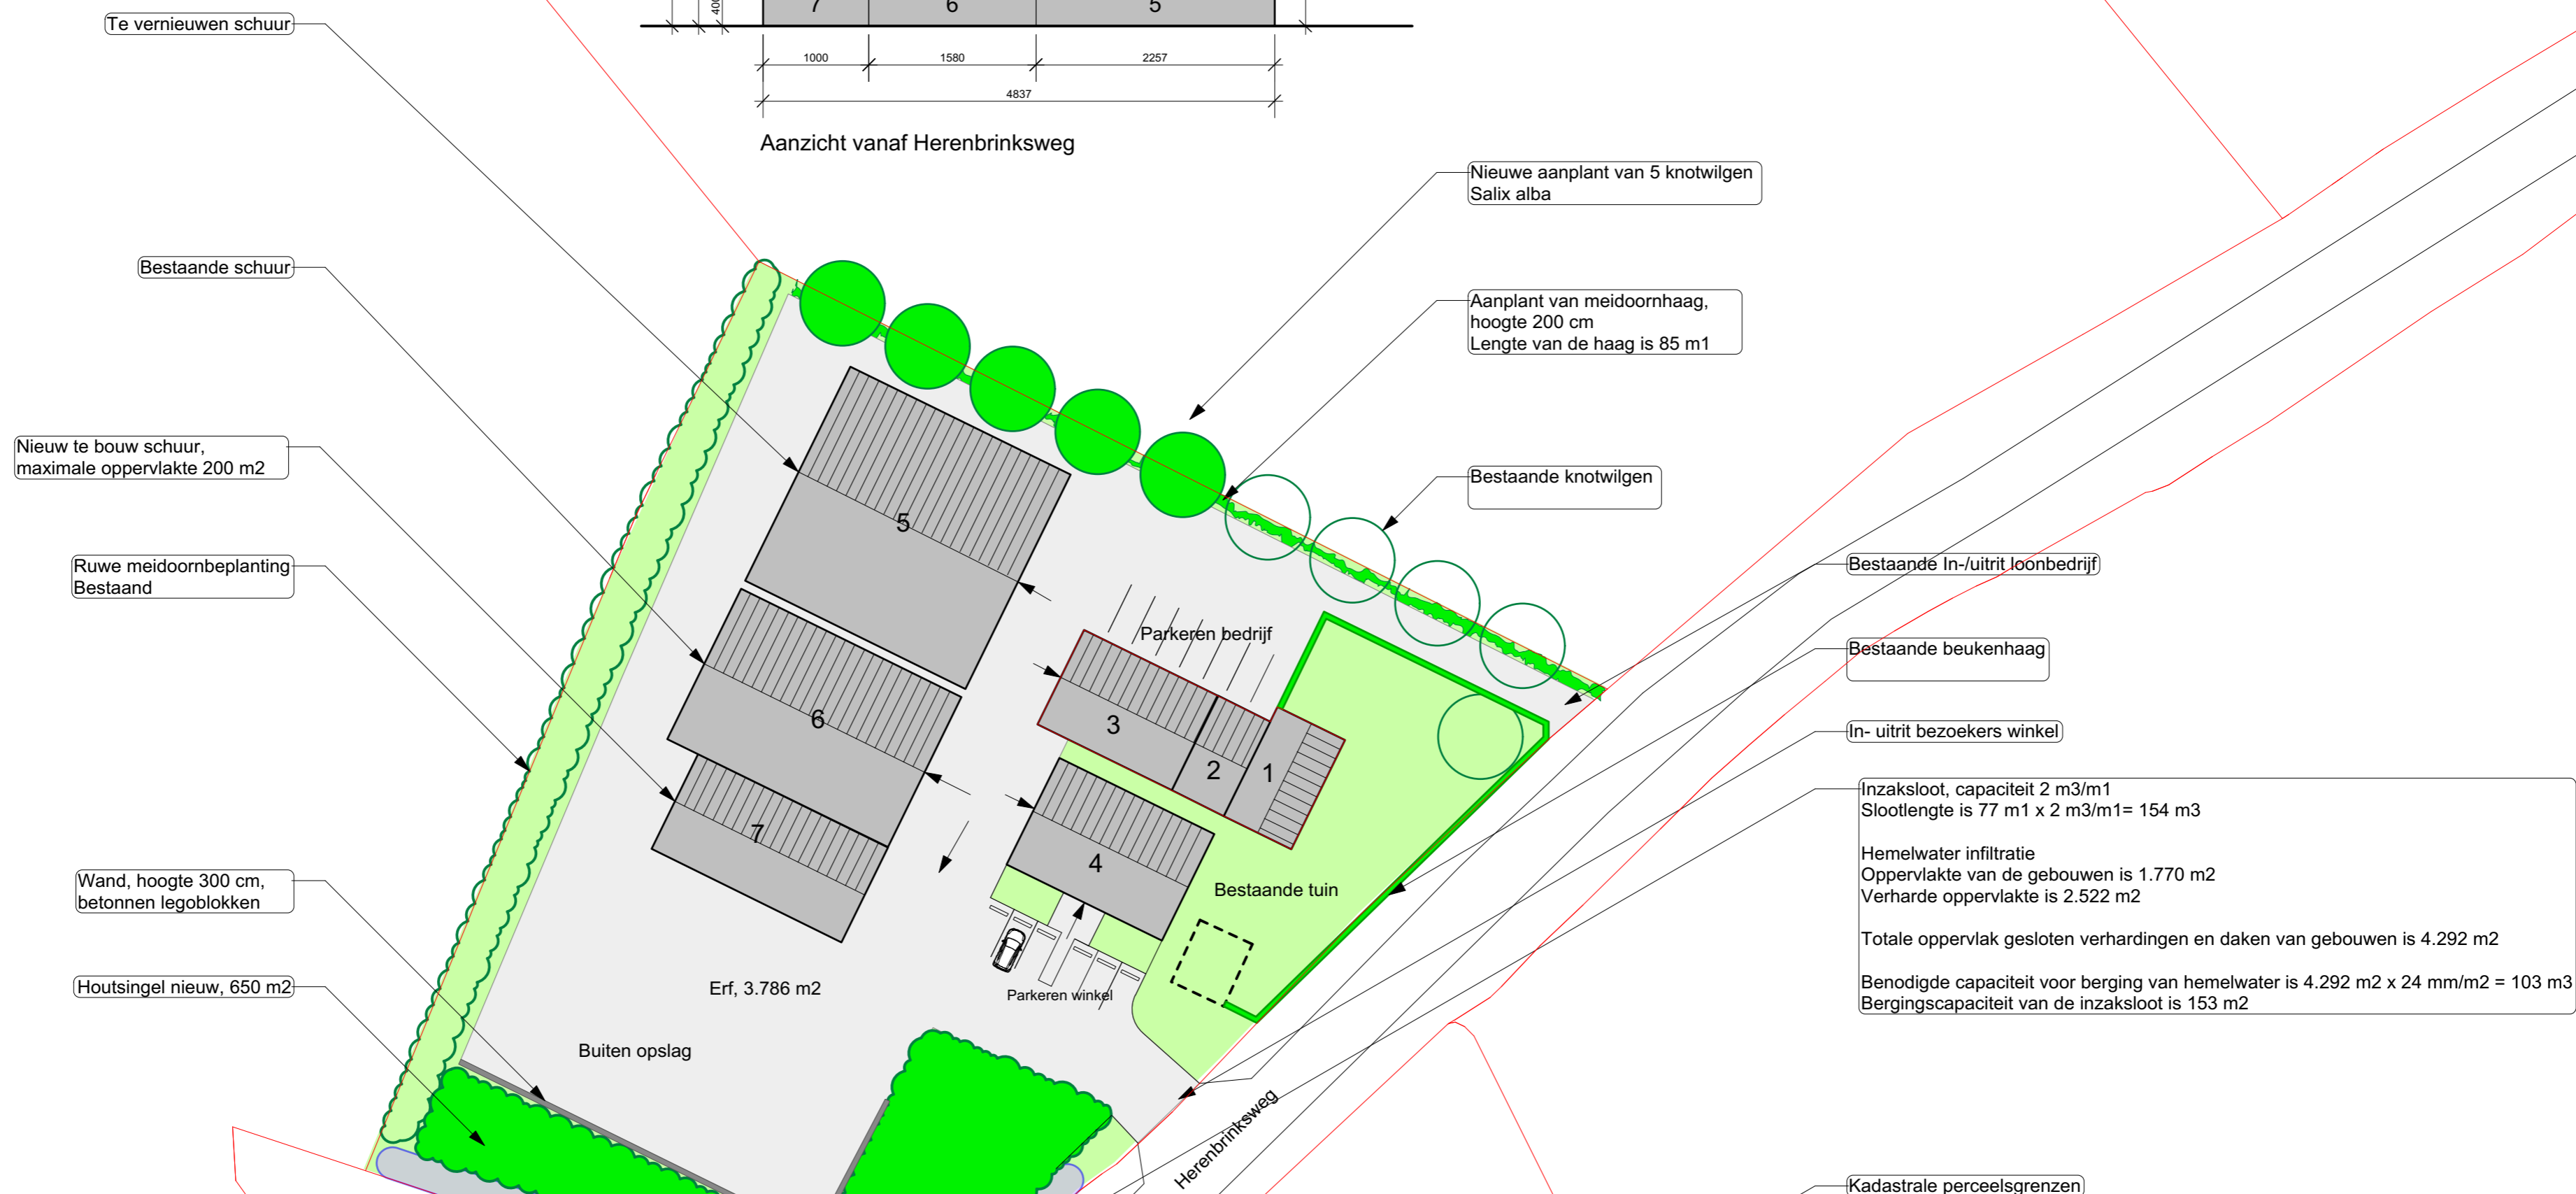 Te vernieuwen schuur
400
7
6
5
1000
1580
2257
4837
Aanzicht vanaf Herenbrinksweg
Nieuwe aanplant van 5 knotwilgen
Salix alba
Bestaande schuur
Aanplant van meidoornhaag,
hoogte 200 cm
Lengte van de haag is 85 m1
Nieuw te bouw schuur,
maximale oppervlakte 200 m2
Bestaande knotwilgen
5
Ruwe meidoornbeplanting
Bestaand
Bestaande In-/uitrit loonbedrijf
Parkeren bedrijf
Bestaande beukenhaag
6
3
2
1
In- uitrit bezoekers winkel
7
4
Inzaksloot, capaciteit 2 m3/m1
Slootlengte is 77 m1 x 2 m3/m1= 154 m3
Hemelwater infiltratie
Oppervlakte van de gebouwen is 1.770 m2
Verharde oppervlakte is 2.522 m2
Totale oppervlak gesloten verhardingen en daken van gebouwen is 4.292 m2
Benodigde capaciteit voor berging van hemelwater is 4.292 m2 x 24 mm/m2 = 103 m3
Bergingscapaciteit van de inzaksloot is 153 m2
Wand, hoogte 300 cm,
betonnen legoblokken
Bestaande tuin
Houtsingel nieuw, 650 m2
Erf, 3.786 m2
Parkeren winkel
Buiten opslag
Herenbrinksweg
Kadastrale perceelsgrenzen